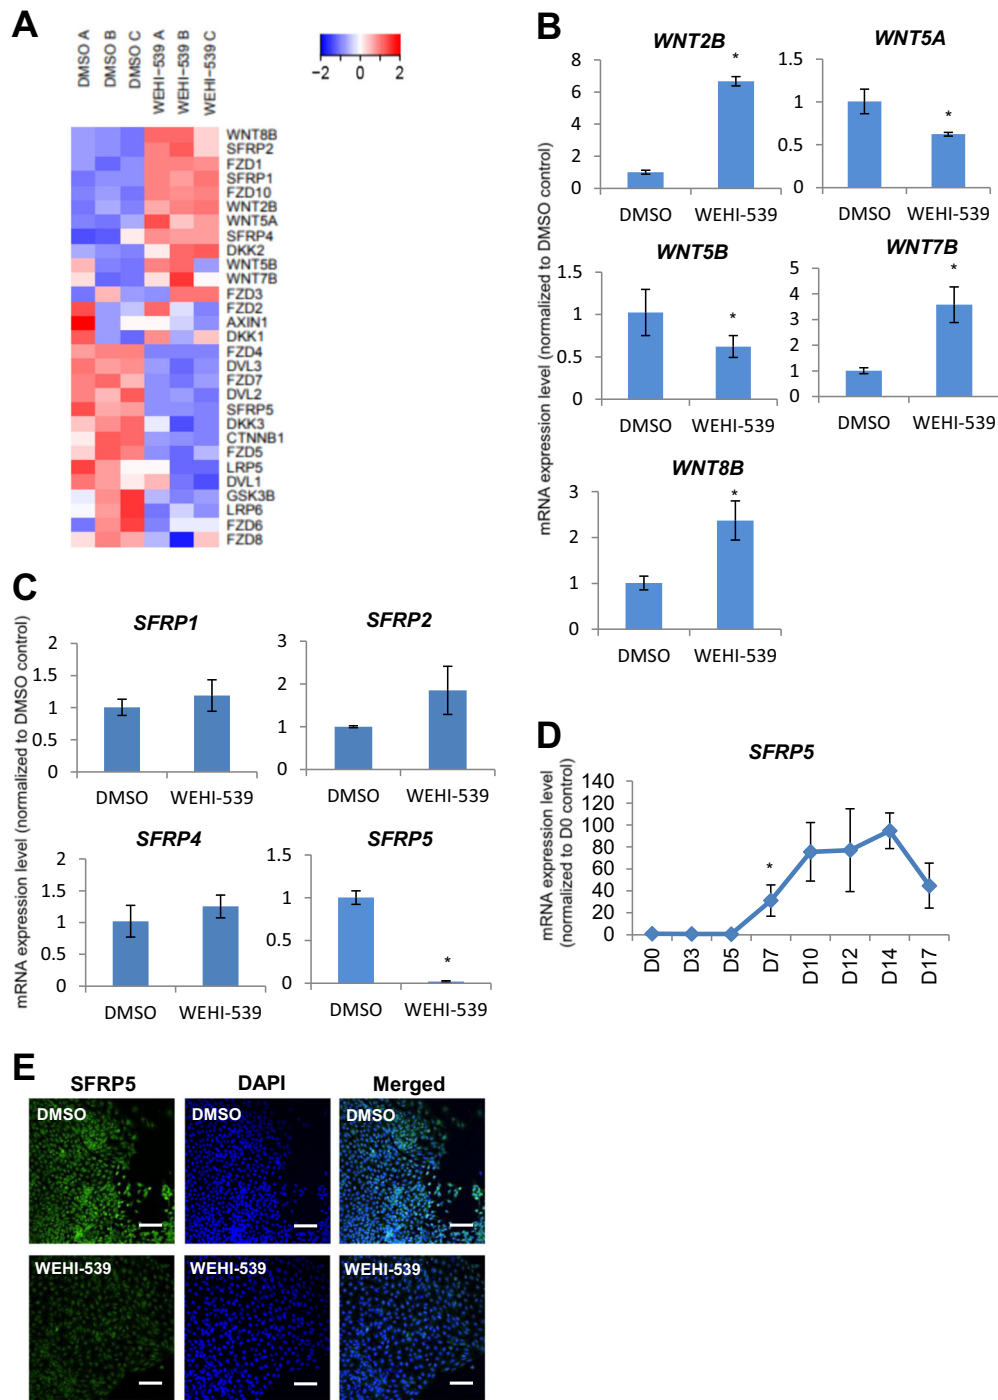 A
DMSO A
DMSO B
DMSO C
WEHI-539 A
WEHI-539 B
WEHI-539 C
-2 0 2
WNT8B
SFRP2
FZD1
SFRP1
FZD10
WNT2B
WNT5A
SFRP4
DKK2
WNT5B
WNT7B
FZD3
FZD2
AXIN1
DKK1
FZD4
DVL3
FZD7
DVL2
SFRP5
DKK3
CTNNB1
FZD5
LRP5
DVL1
GSK3B
LRP6
FZD6
FZD8
B
mRNA expression level (normalized to DMSO control)
WNT2B
8
6
4
2
0
*
DMSO WEHI-539
WNT5A
1.5
1
0.5
0
*
DMSO WEHI-539
WNT5B
1.5
1
0.5
0
*
DMSO WEHI-539
WNT7B
5
4
3
2
1
0
*
DMSO WEHI-539
WNT8B
3
2
1
0
*
DMSO WEHI-539
C
mRNA expression level (normalized to DMSO control)
SFRP1
2
1.5
1
0.5
0
DMSO WEHI-539
SFRP2
3
2
1
0
DMSO WEHI-539
SFRP4
2
1.5
1
0.5
0
DMSO WEHI-539
SFRP5
1.5
1
0.5
0
*
DMSO WEHI-539
D
SFRP5
mRNA expression level
(normalized to D0 control)
140
120
100
80
60
40
20
0
*
D0 D3 D5 D7 D10 D12 D14 D17
E
SFRP5 DAPI Merged
DMSO DMSO DMSO
WEHI-539 WEHI-539 WEHI-539